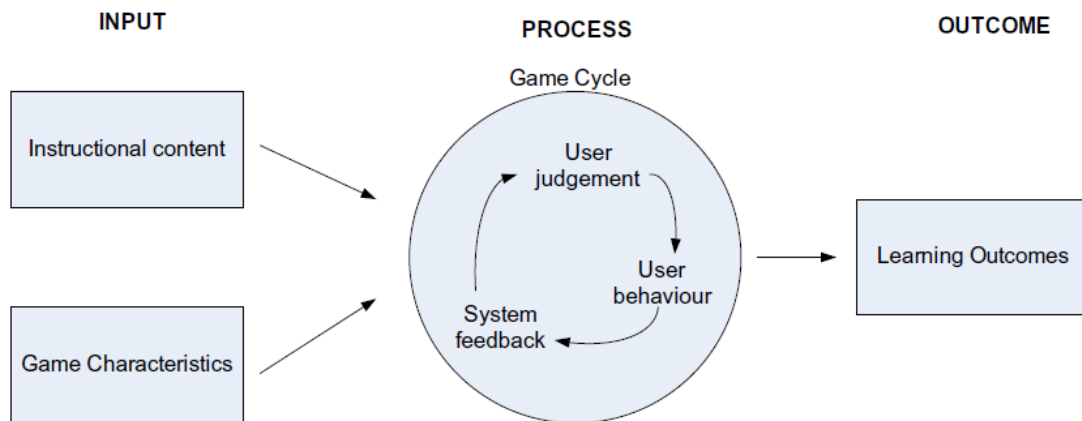 INPUT
PROCESS
OUTCOME
Game Cycle
Instructional content
User
judgement
User
behaviour
System
feedback
Game Characteristics
Learning Outcomes